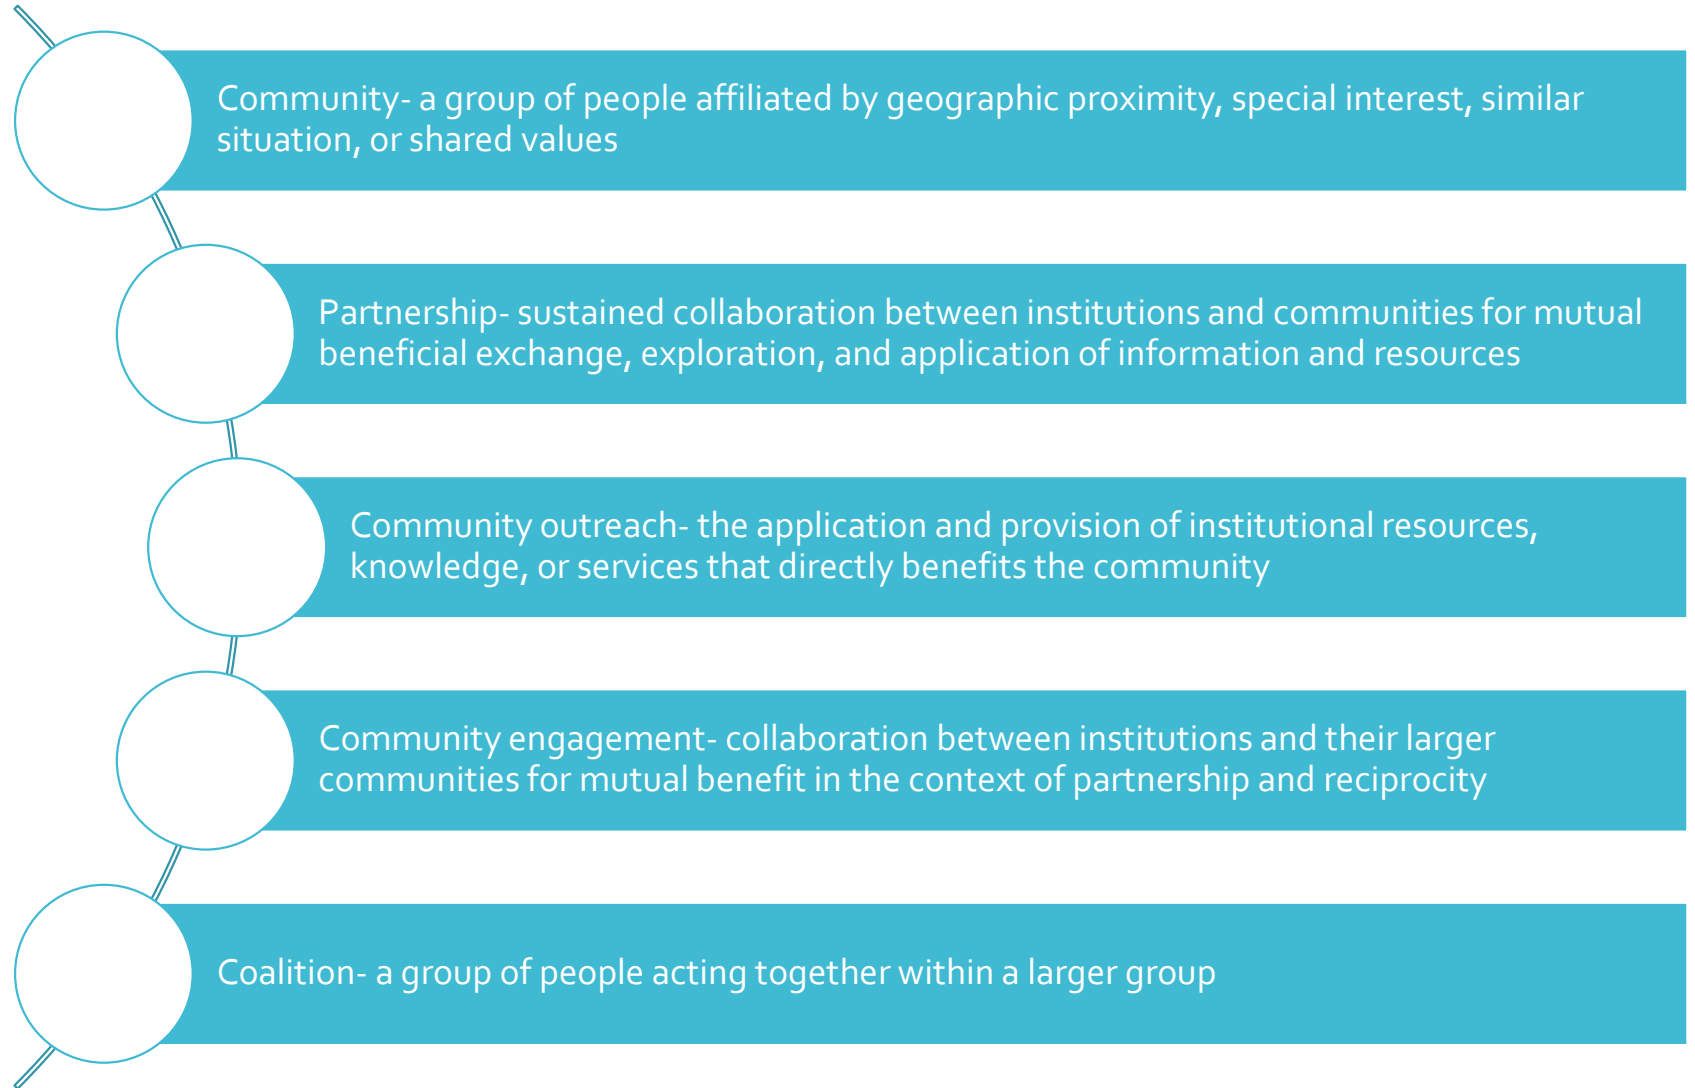 Community- a group of people affiliated by geographic proximity, special interest, similar
situation, or shared values
Partnership- sustained collaboration between institutions and communities for mutual
beneficial exchange, exploration, and application of information and resources
Community outreach- the application and provision of institutional resources,
knowledge, or services that directly benefits the community
Community engagement- collaboration between institutions and their larger
communities for mutual benefit in the context of partnership and reciprocity
Coalition- a group of people acting together within a larger group